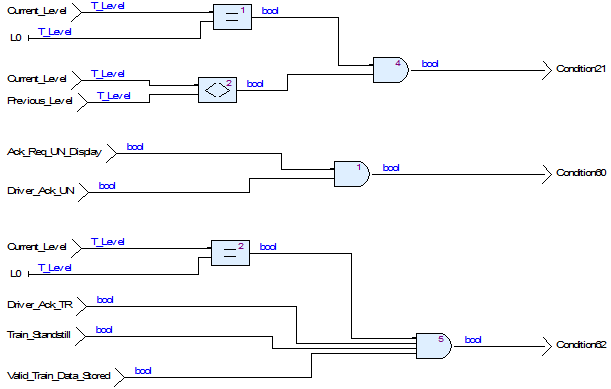 Current_Level T_Level
= 1 bool
L0 T_Level
4 bool Condition21
Current_Level T_Level
<> 2 bool
Previous_Level T_Level
Ack_Req_UN_Display bool
1 bool Condition60
Driver_Ack_UN bool
Current_Level T_Level
= 2 bool
L0 T_Level
Driver_Ack_TR bool
Train_Standstill bool
5 bool Condition62
Valid_Train_Data_Stored bool